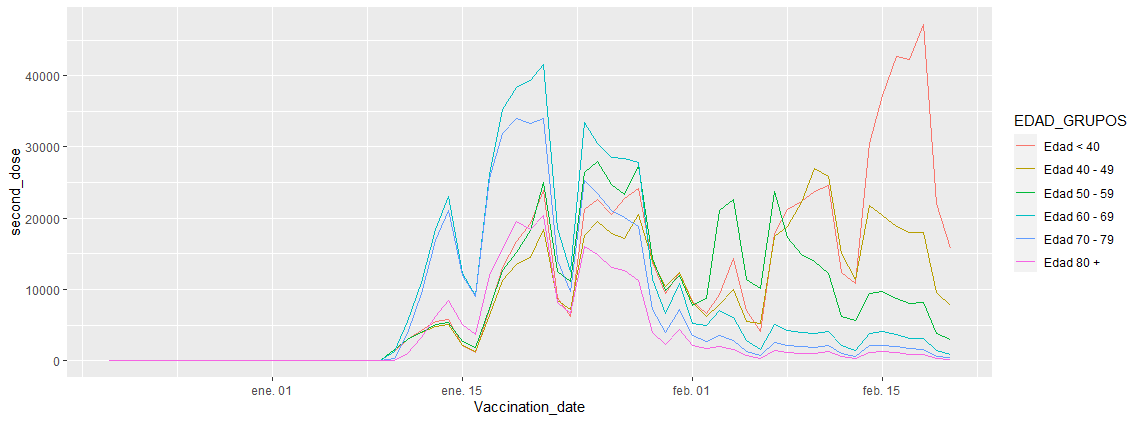 second_dose
40000
30000
20000
10000
0
ene. 01
ene. 15
feb. 01
feb. 15
Vaccination_date
EDAD_GRUPOS
Edad < 40
Edad 40 - 49
Edad 50 - 59
Edad 60 - 69
Edad 70 - 79
Edad 80 +